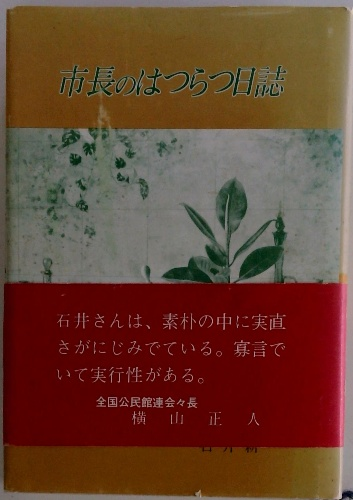 市長のはつらつ日誌
石井さんは、素朴の中に実直
さがにじみでている。寡言で
いて実行性がある。
全国公民館連会々長
横山正人